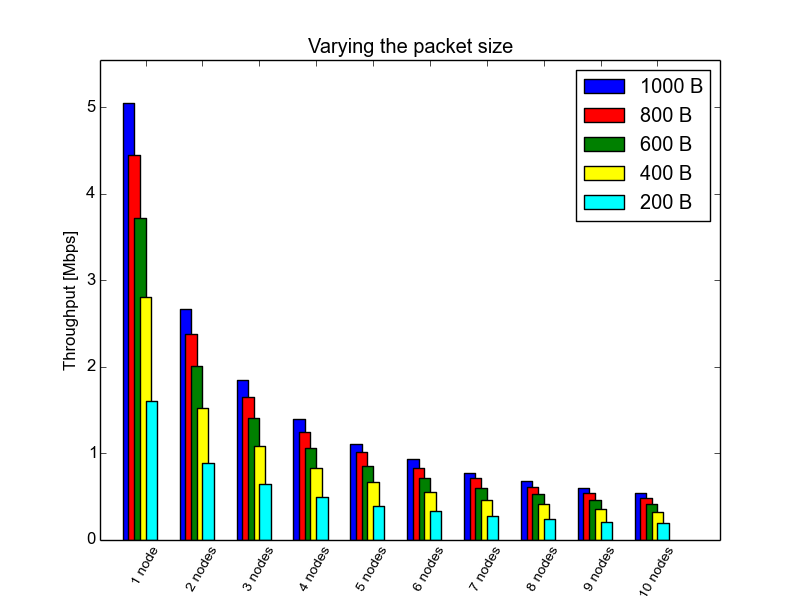 Varying the packet size
1000 B
800 B
600 B
400 B
200 B
Throughput [Mbps]
5
4
3
2
1
0
1 node
2 nodes
3 nodes
4 nodes
5 nodes
6 nodes
7 nodes
8 nodes
9 nodes
10 nodes